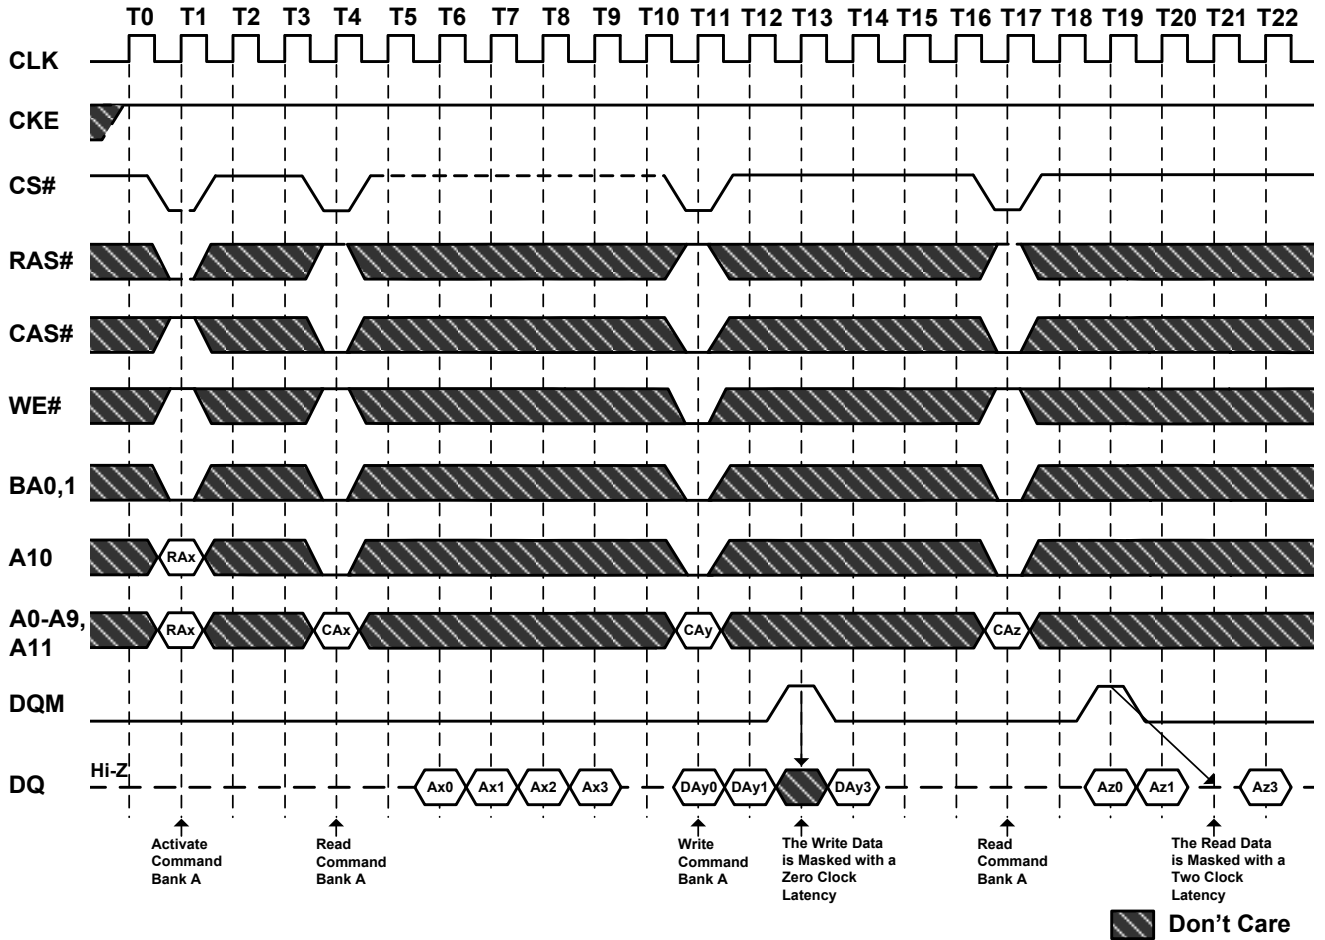 T0 T1 T2 T3 T4 T5 T6 T7 T8 T9 T10 T11 T12 T13 T14 T15 T16 T17 T18 T19 T20 T21 T22
CLK
CKE
CS#
RAS#
CAS#
WE#
BA0,1
A10
RAx
A0-A9,
A11
RAx CAx CAy CAz
DQM
DQ
Hi-Z
Ax0 Ax1 Ax2 Ax3 DAy0 DAy1 DAy3 Az0 Az1 Az3
Activate
Command
Bank A
Read
Command
Bank A
Write
Command
Bank A
The Write Data
is Masked with a
Zero Clock
Latency
Read
Command
Bank A
The Read Data
is Masked with a
Two Clock
Latency
Don't Care